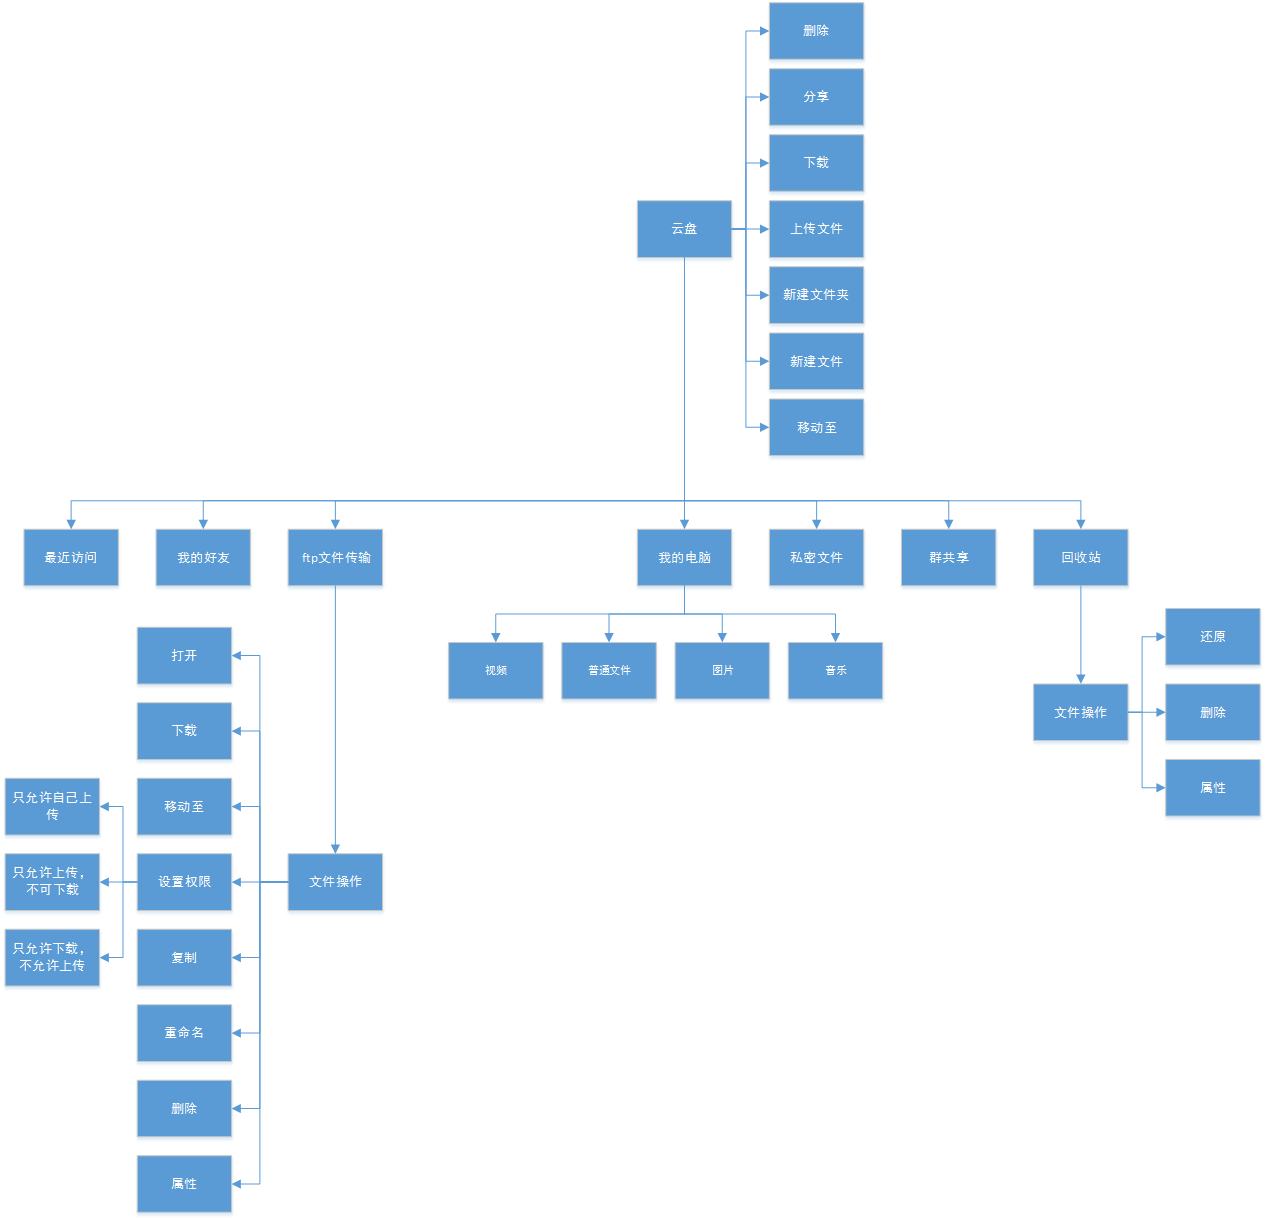 删除
分享
下载
云盘
上传文件
新建文件夹
新建文件
移动至
最近访问
我的好友
ftp文件传输
我的电脑
私密文件
群共享
回收站
视频
普通文件
图片
音乐
文件操作
还原
删除
属性
打开
下载
移动至
设置权限
复制
重命名
删除
属性
文件操作
只允许自己上
传
只允许上传，
不可下载
只允许下载，
不允许上传